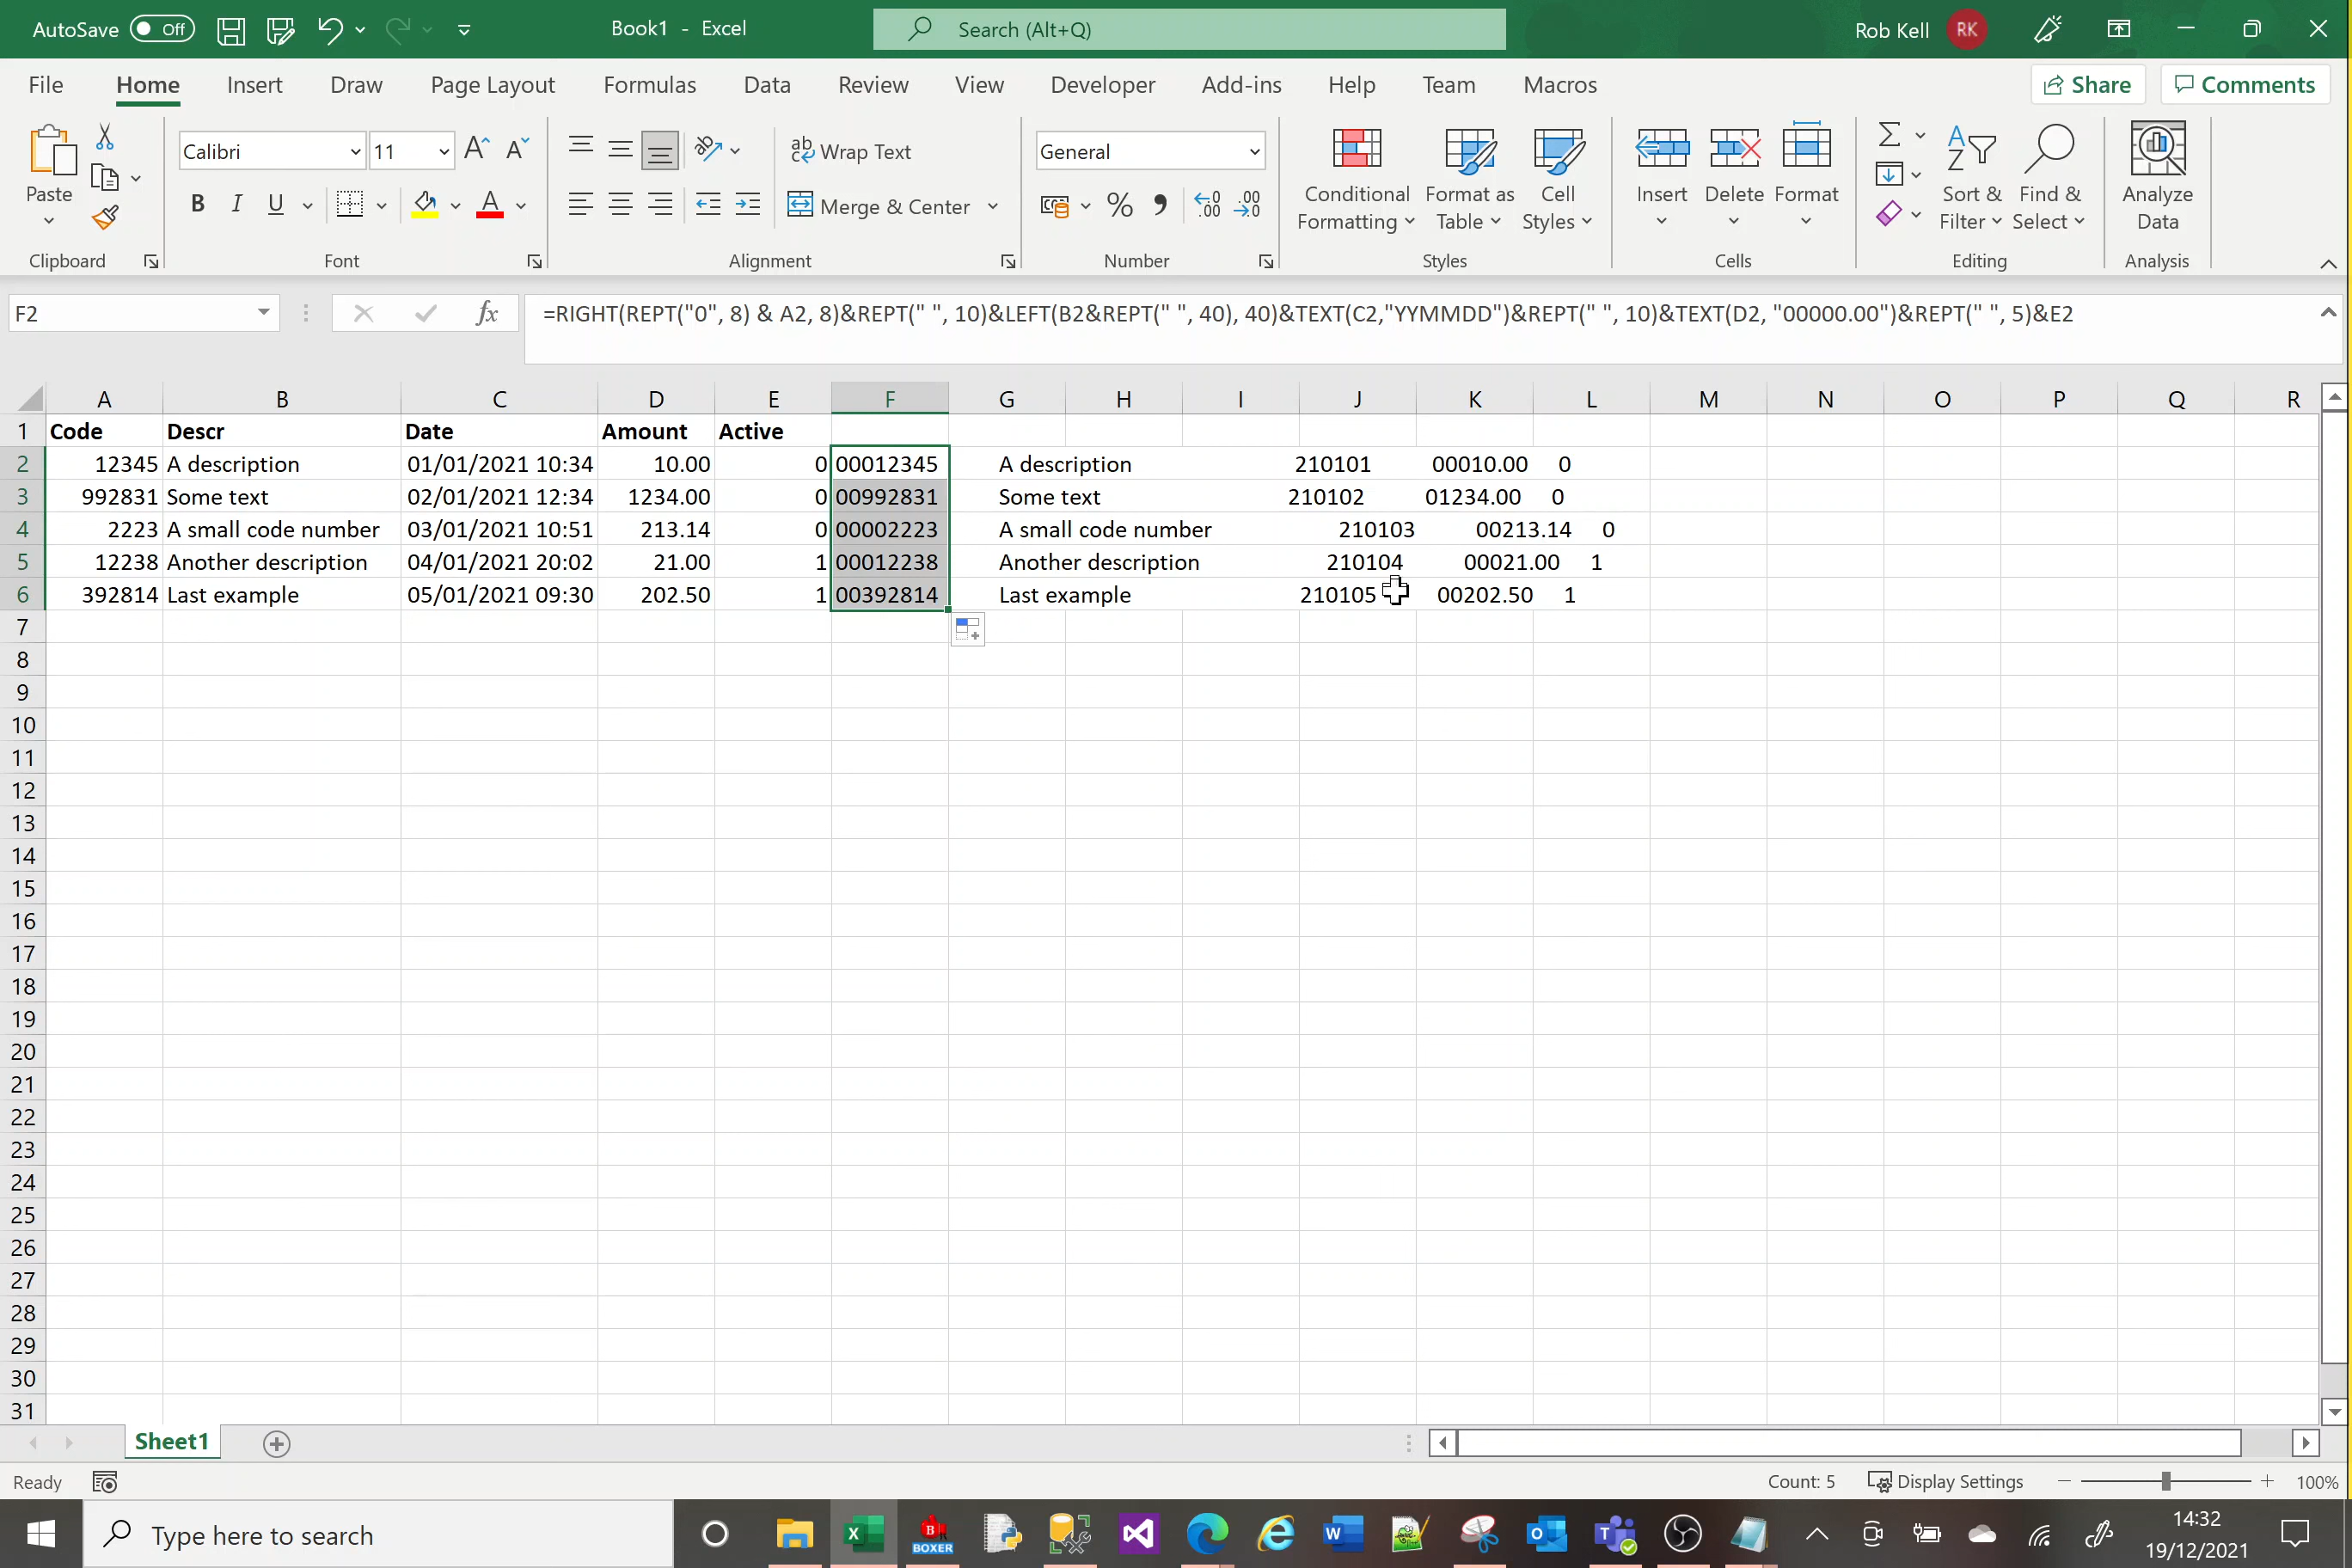 AutoSave Off Book1 - Excel Search (Alt+Q) Rob Kell RK
File Home Insert Draw Page Layout Formulas Data Review View Developer Add-ins Help Team Macros Share Comments
Calibri 11 ab Wrap Text General
Paste B I U A Merge & Center % Conditional Formatting Format as Table Cell Styles Insert Delete Format Sort & Filter Find & Select Analyze Data
Clipboard Font Alignment Number Styles Cells Editing Analysis
F2 fx =RIGHT(REPT("0", 8) & A2, 8)&REPT(" ", 10)&LEFT(B2&REPT(" ", 40), 40)&TEXT(C2,"YYMMDD")&REPT(" ", 10)&TEXT(D2, "00000.00")&REPT(" ", 5)&E2
A B C D E F G H I J K L M N O P Q R
1 Code Descr Date Amount Active
2 12345 A description 01/01/2021 10:34 10.00 0 00012345 A description 210101 00010.00 0
3 992831 Some text 02/01/2021 12:34 1234.00 0 00992831 Some text 210102 01234.00 0
4 2223 A small code number 03/01/2021 10:51 213.14 0 00002223 A small code number 210103 00213.14 0
5 12238 Another description 04/01/2021 20:02 21.00 1 00012238 Another description 210104 00021.00 1
6 392814 Last example 05/01/2021 09:30 202.50 1 00392814 Last example 210105 00202.50 1
7
8
9
10
11
12
13
14
15
16
17
18
19
20
21
22
23
24
25
26
27
28
29
30
31
Sheet1
Ready Count: 5 Display Settings 100%
Type here to search BOXER 14:32
19/12/2021